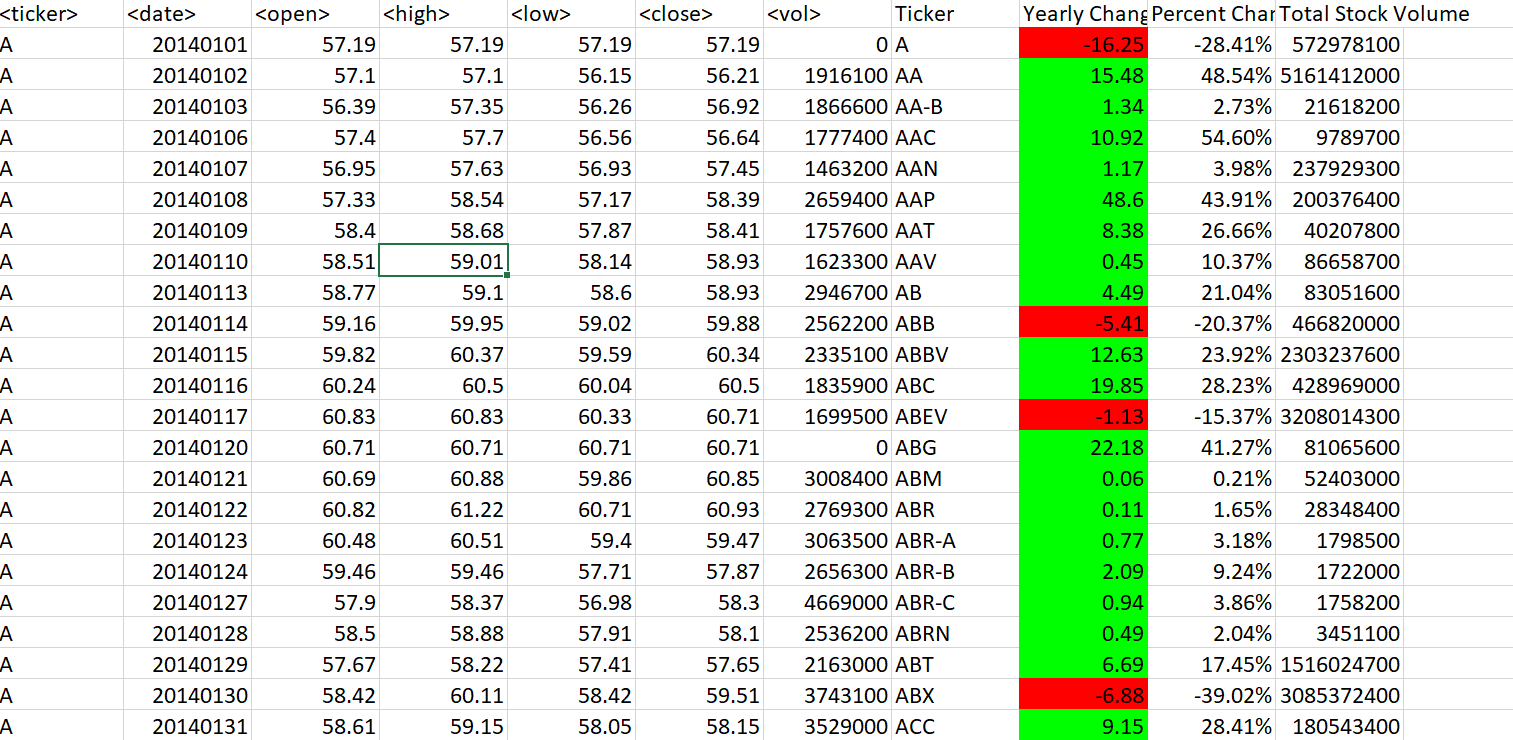 <ticker> <date> <open> <high> <low> <close> <vol> Ticker Yearly Chang Percent Char Total Stock Volume
A 20140101 57.19 57.19 57.19 57.19 0 A -16.25 -28.41% 572978100
A 20140102 57.1 57.1 56.15 56.21 1916100 AA 15.48 48.54% 5161412000
A 20140103 56.39 57.35 56.26 56.92 1866600 AA-B 1.34 2.73% 21618200
A 20140106 57.4 57.7 56.56 56.64 1777400 AAC 10.92 54.60% 9789700
A 20140107 56.95 57.63 56.93 57.45 1463200 AAN 1.17 3.98% 237929300
A 20140108 57.33 58.54 57.17 58.39 2659400 AAP 48.6 43.91% 200376400
A 20140109 58.4 58.68 57.87 58.41 1757600 AAT 8.38 26.66% 40207800
A 20140110 58.51 59.01 58.14 58.93 1623300 AAV 0.45 10.37% 86658700
A 20140113 58.77 59.1 58.6 58.93 2946700 AB 4.49 21.04% 83051600
A 20140114 59.16 59.95 59.02 59.88 2562200 ABB -5.41 -20.37% 466820000
A 20140115 59.82 60.37 59.59 60.34 2335100 ABBV 12.63 23.92% 2303237600
A 20140116 60.24 60.5 60.04 60.5 1835900 ABC 19.85 28.23% 428969000
A 20140117 60.83 60.83 60.33 60.71 1699500 ABEV -1.13 -15.37% 3208014300
A 20140120 60.71 60.71 60.71 60.71 0 ABG 22.18 41.27% 81065600
A 20140121 60.69 60.88 59.86 60.85 3008400 ABM 0.06 0.21% 52403000
A 20140122 60.82 61.22 60.71 60.93 2769300 ABR 0.11 1.65% 28348400
A 20140123 60.48 60.51 59.4 59.47 3063500 ABR-A 0.77 3.18% 1798500
A 20140124 59.46 59.46 57.71 57.87 2656300 ABR-B 2.09 9.24% 1722000
A 20140127 57.9 58.37 56.98 58.3 4669000 ABR-C 0.94 3.86% 1758200
A 20140128 58.5 58.88 57.91 58.1 2536200 ABRN 0.49 2.04% 3451100
A 20140129 57.67 58.22 57.41 57.65 2163000 ABT 6.69 17.45% 1516024700
A 20140130 58.42 60.11 58.42 59.51 3743100 ABX -6.88 -39.02% 3085372400
A 20140131 58.61 59.15 58.05 58.15 3529000 ACC 9.15 28.41% 180543400